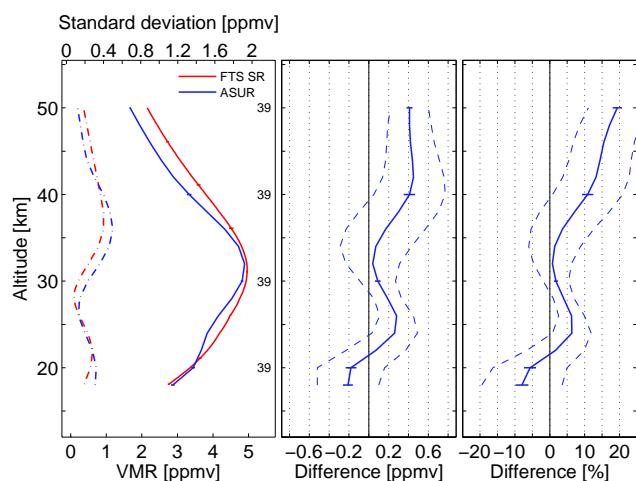 Standard deviation [ppmv]
0 0.4 0.8 1.2 1.6 2
FTS SR
ASUR
50
40
30
20
Altitude [km]
39
39
39
39
0 1 2 3 4 5
VMR [ppmv]
−0.6 −0.2 0.2 0.6
Difference [ppmv]
−20 −10 0 10 20
Difference [%]